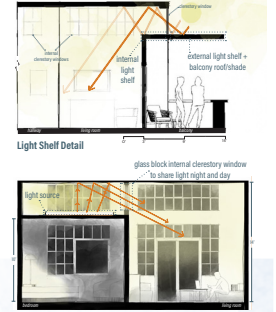 clerestory window
internal
clerestory windows
internal
light
shelf
external light shelf +
balcony roof/shade
hallway
living room
balcony
Light Shelf Detail
glass block internal clerestory window
to share light night and day
light source
bedroom
living room